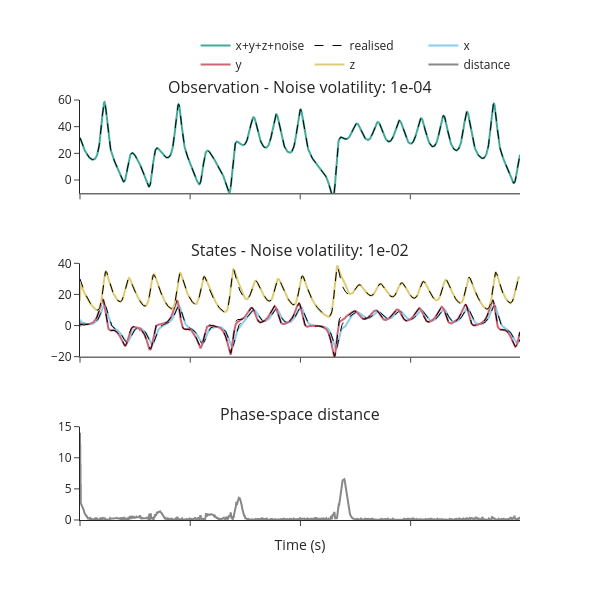 x+y+z+noise realised x
y z distance
Observation - Noise volatility: 1e-04
60
40
20
0
States - Noise volatility: 1e-02
40
20
0
−20
Phase-space distance
15
10
5
0
Time (s)